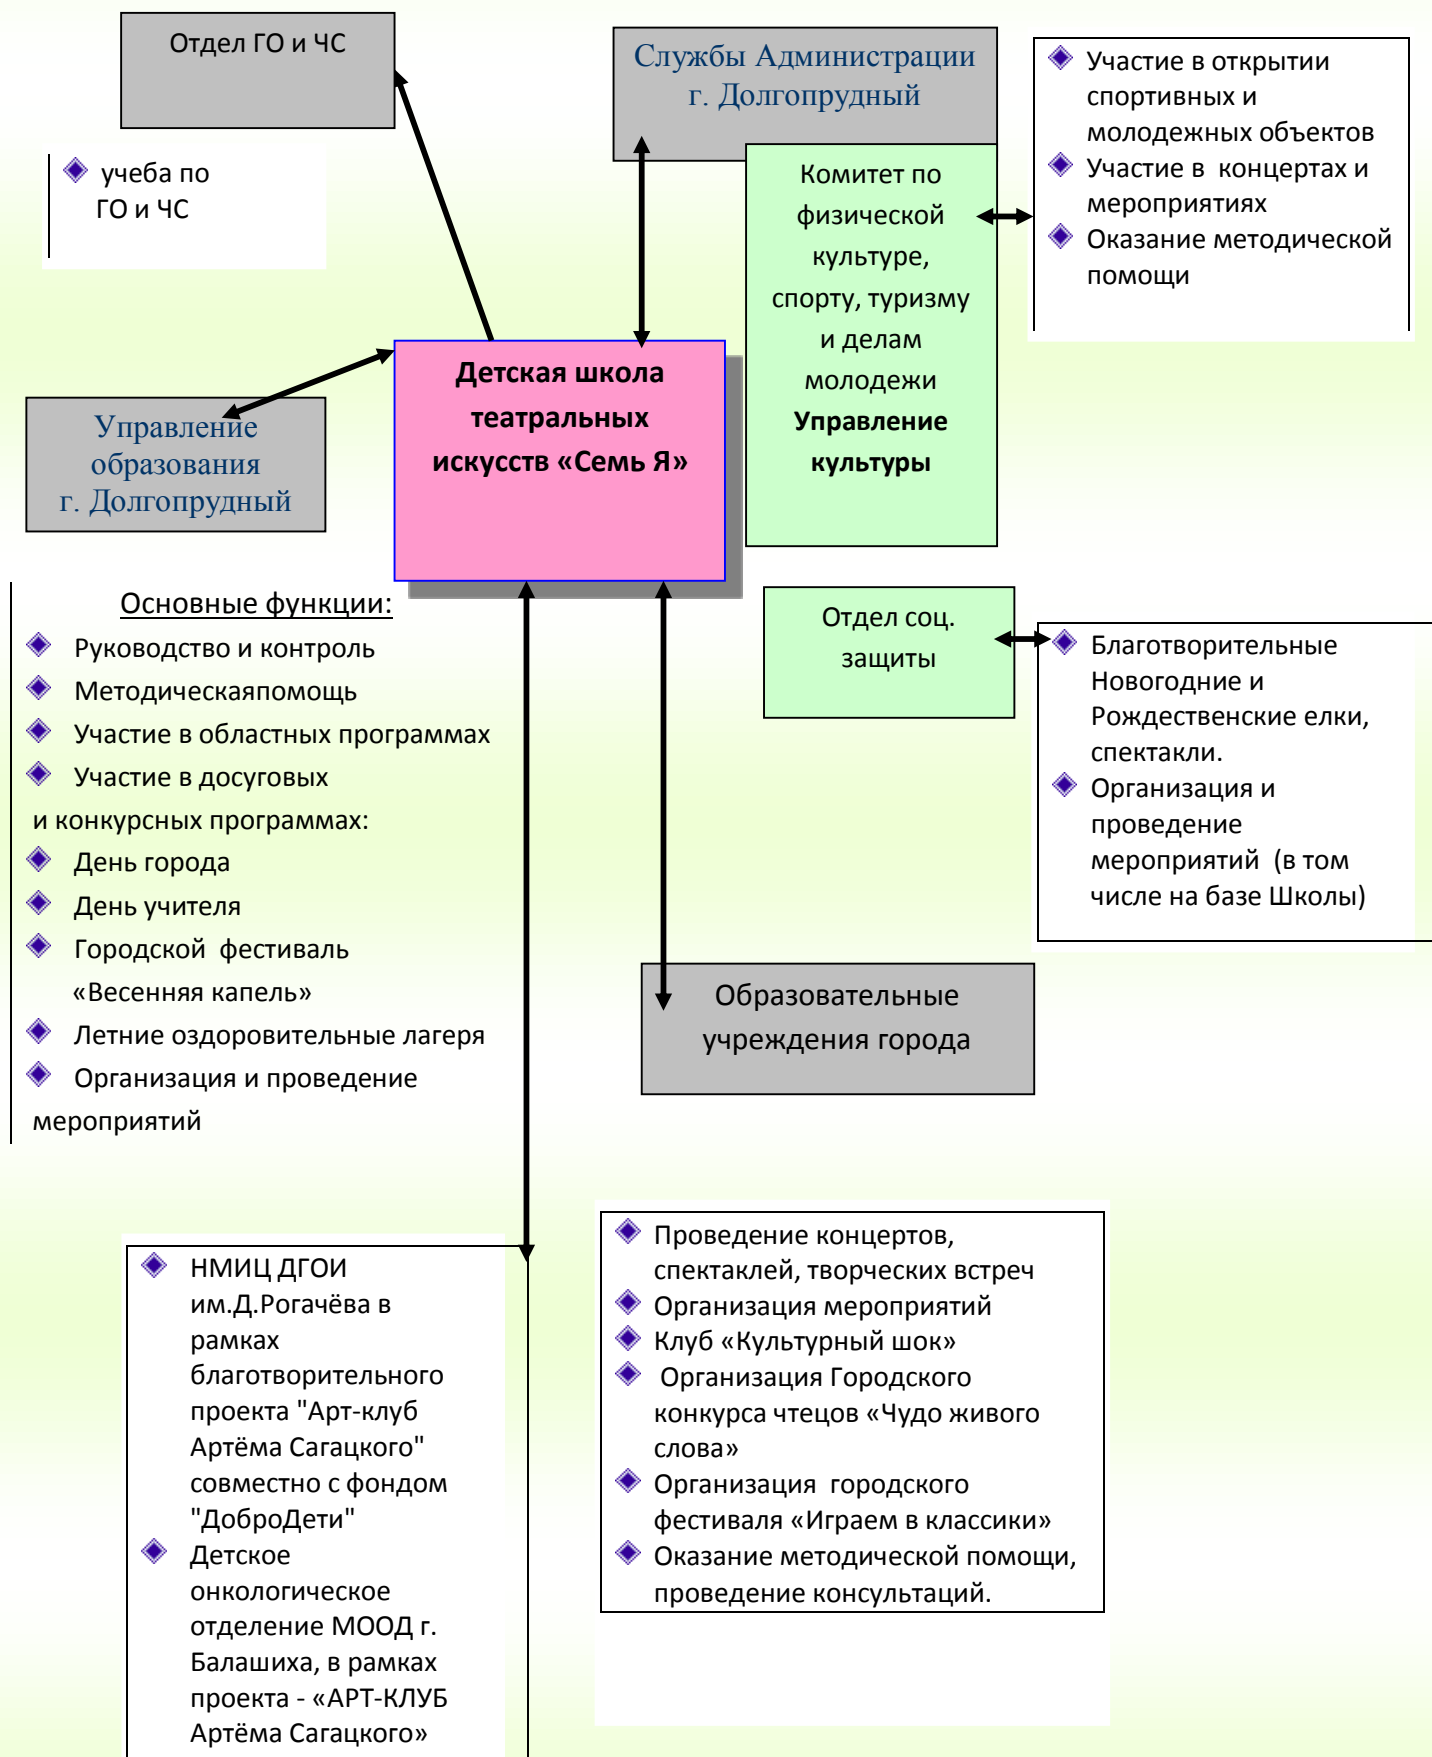 Отдел ГО и ЧС
учеба по
ГО и ЧС
Службы Администрации
г. Долгопрудный
Комитет по
физической
культуре,
спорту, туризму
и делам
молодежи
Управление
культуры
Участие в открытии
спортивных и
молодежных объектов
Участие в концертах и
мероприятиях
Оказание методической
помощи
Детская школа
театральных
искусств «Семь Я»
Управление
образования
г. Долгопрудный
Основные функции:
Руководство и контроль
Методическаяпомощь
Участие в областных программах
Участие в досуговых
и конкурсных программах:
День города
День учителя
Городской фестиваль
«Весенняя капель»
Летние оздоровительные лагеря
Организация и проведение
мероприятий
Отдел соц.
защиты
Благотворительные
Новогодние и
Рождественские елки,
спектакли.
Организация и
проведение
мероприятий (в том
числе на базе Школы)
Образовательные
учреждения города
НМИЦ ДГОИ
им.Д.Рогачёва в
рамках
благотворительного
проекта "Арт-клуб
Артёма Сагацкого"
совместно с фондом
"ДоброДети"
Детское
онкологическое
отделение МООД г.
Балашиха, в рамках
проекта - «АРТ-КЛУБ
Артёма Сагацкого»
Проведение концертов,
спектаклей, творческих встреч
Организация мероприятий
Клуб «Культурный шок»
Организация Городского
конкурса чтецов «Чудо живого
слова»
Организация городского
фестиваля «Играем в классики»
Оказание методической помощи,
проведение консультаций.